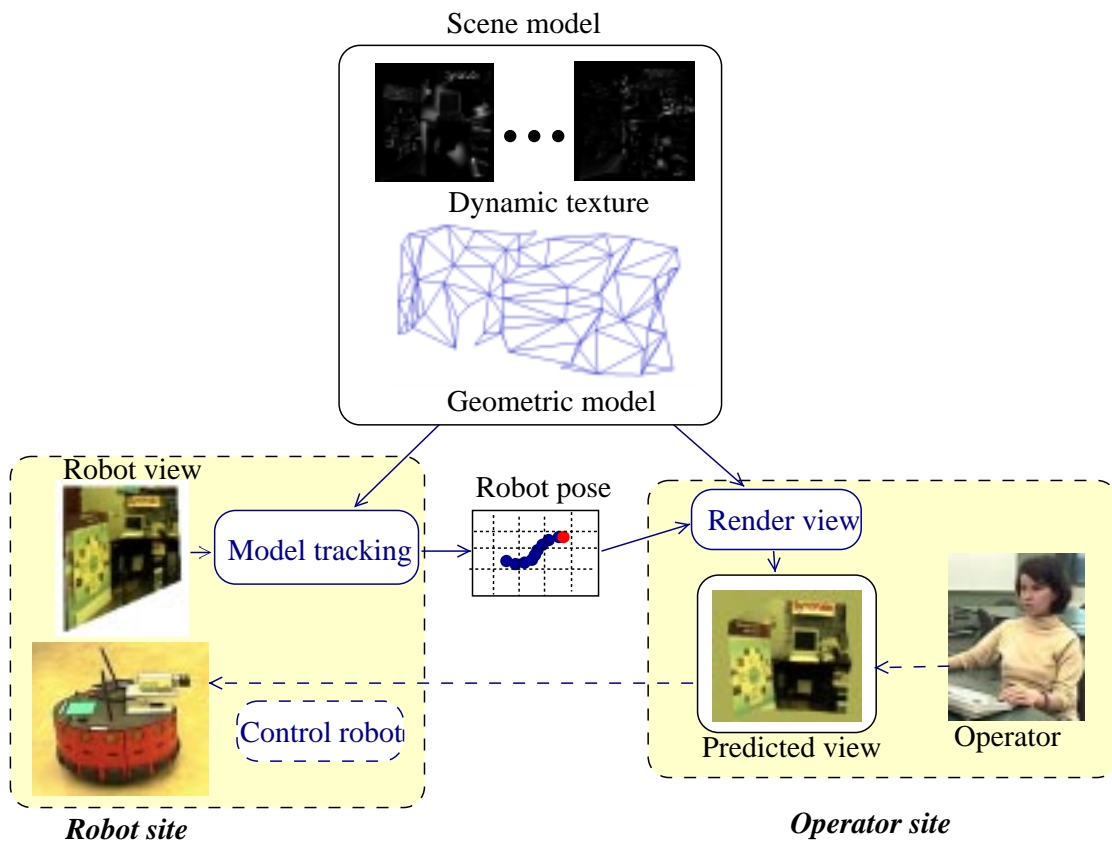 Scene model
Dynamic texture
Geometric model
Robot view
Model tracking
Robot pose
Render view
Control robot
Predicted view
Operator
Robot site
Operator site